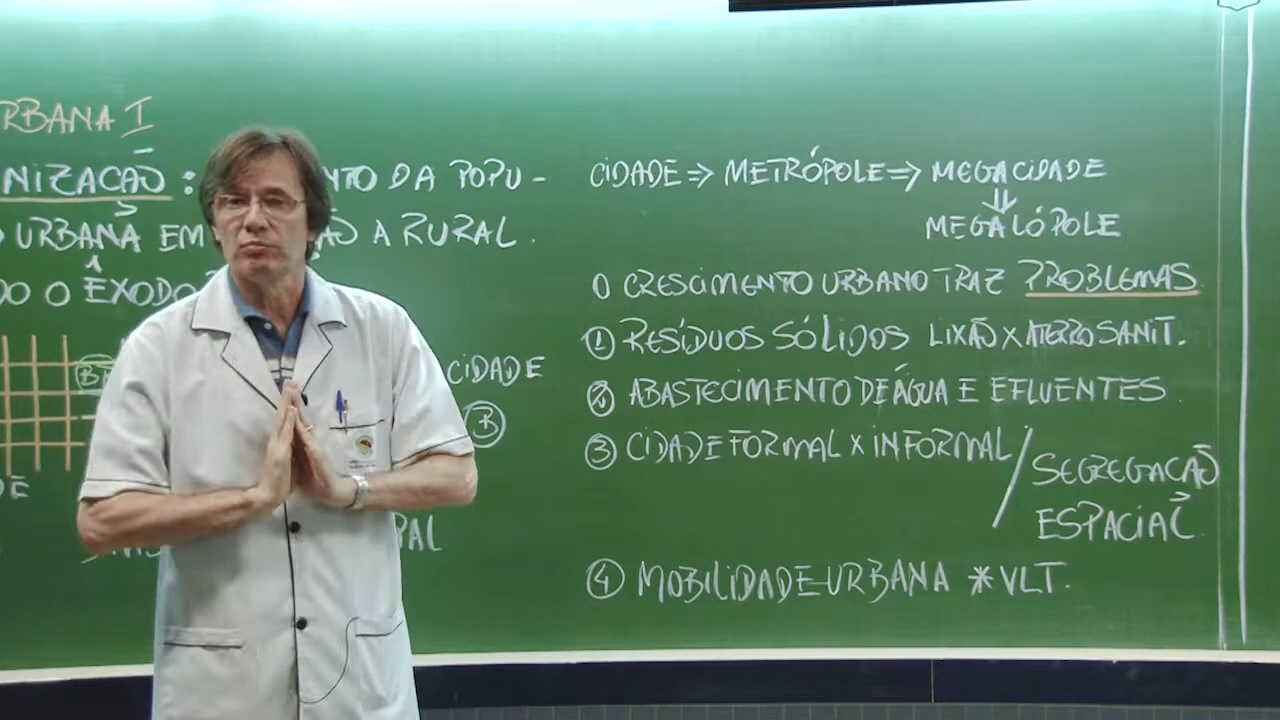 RBANA I
NIZAÇÃO: NTO DA POPU-
URBANA EM ÃO A RURAL.
DO O ÊXODO
CIDADE
B
PAL
CIDADE ⇒ METRÓPOLE ⇒ MEGACIDADE
⇓
MEGALÓPOLE
O CRESCIMENTO URBANO TRAZ PROBLEMAS
① RESÍDUOS SÓLIDOS LIXÃO X ATERRO SANIT.
② ABASTECIMENTO DE ÁGUA E EFLUENTES
③ CIDADE FORMAL X INFORMAL / SEGREGAÇÃO
ESPACIAL
④ MOBILIDADE URBANA * VLT.